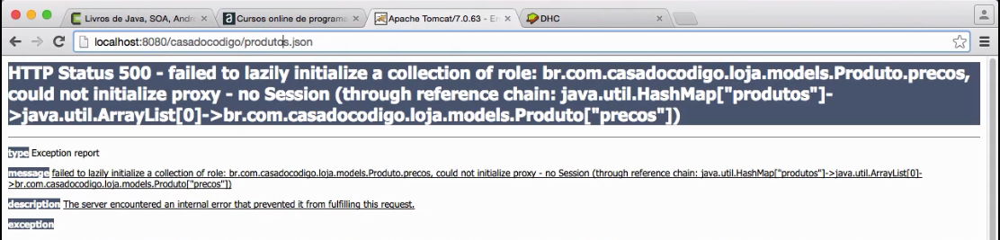 Livros de Java, SOA, Andro
Cursos online de programa
Apache Tomcat/7.0.63 - En
DHC
localhost:8080/casadocodigo/produtos.json
HTTP Status 500 - failed to lazily initialize a collection of role: br.com.casadocodigo.loja.models.Produto.precos,
could not initialize proxy - no Session (through reference chain: java.util.HashMap["produtos"]-
>java.util.ArrayList[0]->br.com.casadocodigo.loja.models.Produto["precos"])
type Exception report
message failed to lazily initialize a collection of role: br.com.casadocodigo.loja.models.Produto.precos, could not initialize proxy - no Session (through reference chain: java.util.HashMap["produtos"]->java.util.ArrayList[0]-
>br.com.casadocodigo.loja.models.Produto["precos"])
description The server encountered an internal error that prevented it from fulfilling this request.
exception